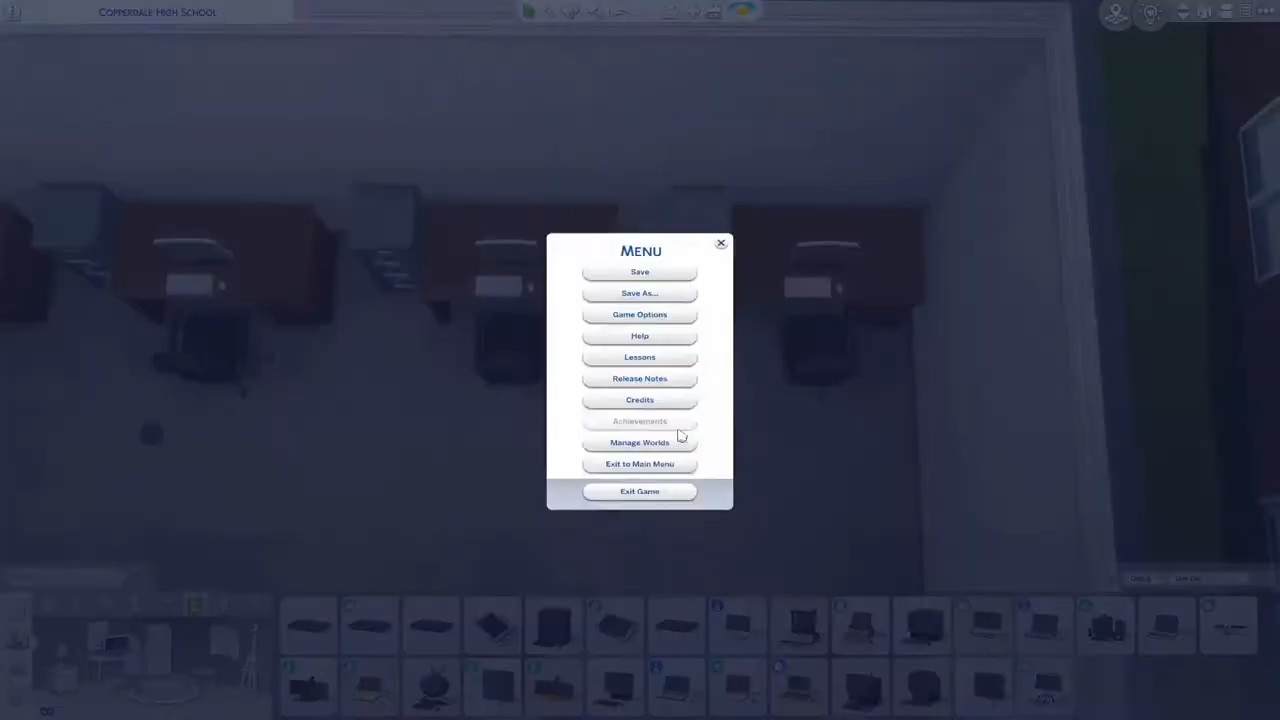 Copperdale High School
Menu
Save
Save As...
Game Options
Help
Lessons
Release Notes
Credits
Achievements
Manage Worlds
Exit to Main Menu
Exit Game